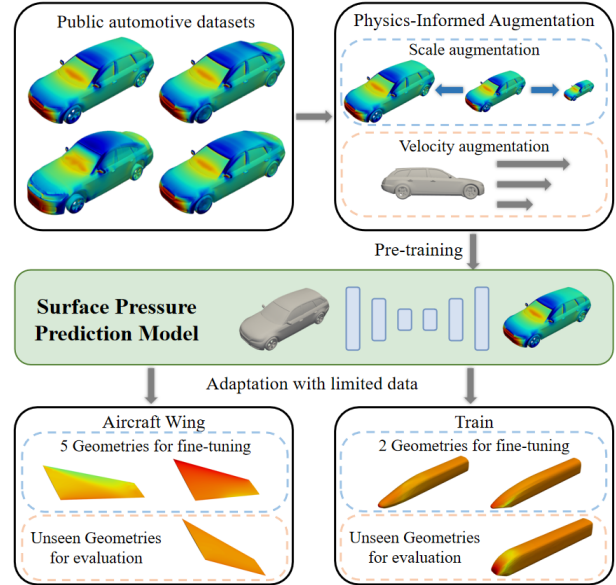 Public automotive datasets
Physics-Informed Augmentation
Scale augmentation
Velocity augmentation
Pre-training
Surface Pressure
Prediction Model
Adaptation with limited data
Aircraft Wing
5 Geometries for fine-tuning
Unseen Geometries
for evaluation
Train
2 Geometries for fine-tuning
Unseen Geometries
for evaluation